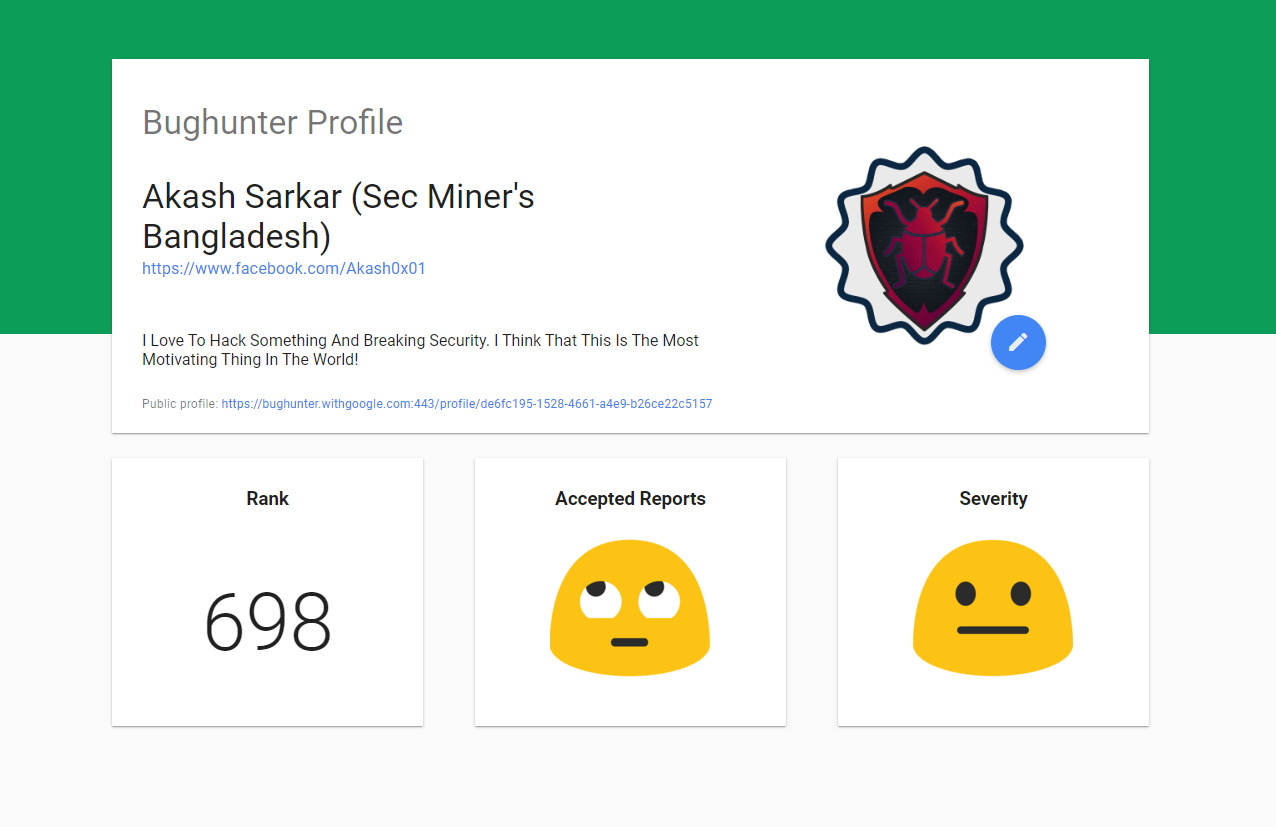 Bughunter Profile
Akash Sarkar (Sec Miner's
Bangladesh)
https://www.facebook.com/Akash0x01
I Love To Hack Something And Breaking Security. I Think That This Is The Most
Motivating Thing In The World!
Public profile: https://bughunter.withgoogle.com:443/profile/de6fc195-1528-4661-a4e9-b26ce22c5157
Rank
698
Accepted Reports
Severity